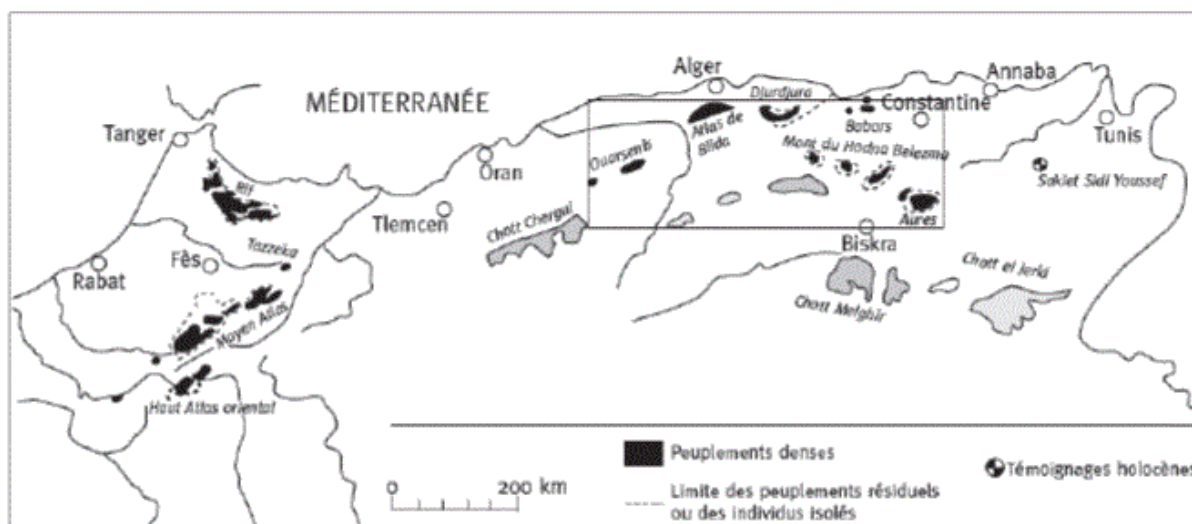 Alger
Annaba
Djurdjura
MÉDITERRANÉE
Constantine
Tanger
Atlas de
Blida
Babors
Tunis
Ouarsenis
Mont du Hodna Belezma
Oran
Sakiet Sidi Youssef
Rif
Tlemcen
Chott Chergui
Aures
Tazzeka
Fès
Biskra
Rabat
Chott el Jerid
Chott Melghir
Moyen Atlas
Haut Atlas oriental
Peuplements denses
Témoignages holocènes
0 200 km
Limite des peuplements résiduels
ou des individus isolés